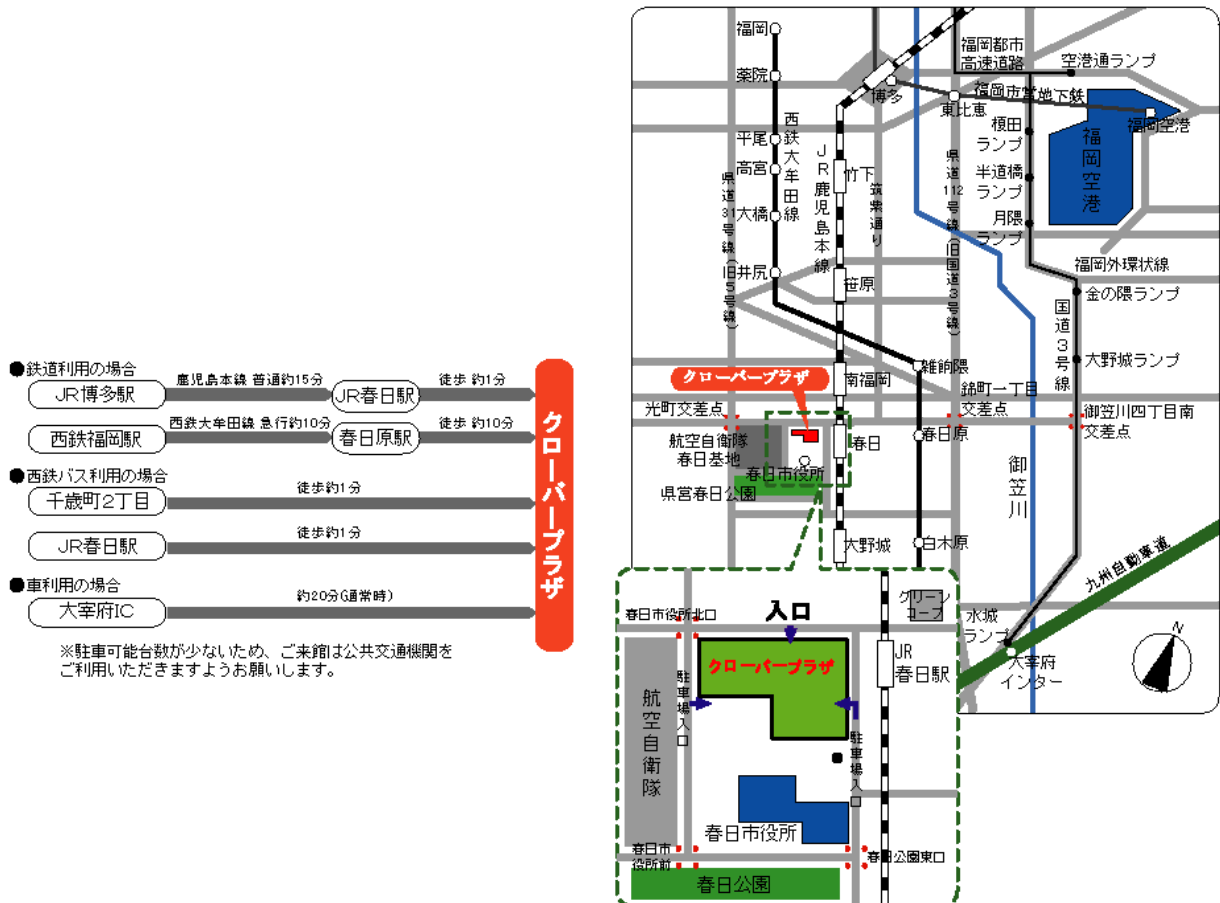 ●鉄道利用の場合
JR博多駅
鹿児島本線 普通約15分
JR春日駅
徒歩 約1分
西鉄福岡駅
西鉄大牟田線 急行約10分
春日原駅
徒歩 約10分
●西鉄バス利用の場合
千歳町2丁目
徒歩約1分
JR春日駅
徒歩約1分
●車利用の場合
大宰府IC
約20分(通常時)
クローバープラザ
※駐車可能台数が少ないため、ご来館は公共交通機関を
ご利用いただきますようお願いします。
福岡
薬院
平尾
高宮
大橋
井尻
西鉄大牟田線
県道31号線(旧5号線)
JR鹿児島本線
博多
竹下
笹原
南福岡
春日
大野城
筑紫通り
東比恵
福岡市営地下鉄
福岡空港
福岡都市
高速道路
空港通ランプ
榎田
ランプ
半道橋
ランプ
月隈
ランプ
福岡空港
県道112号線(旧国道3号線)
福岡外環状線
金の隈ランプ
国道3号線
大野城ランプ
雑餉隈
クローバープラザ
光町交差点
錦町一丁目
交差点
御笠川四丁目南
交差点
航空自衛隊
春日基地
春日市役所
県営春日公園
春日原
白木原
御笠川
九州自動車道
水城
ランプ
大宰府
インター
N
春日市役所北口
入口
グリーン
コープ
クローバープラザ
JR
春日駅
航空自衛隊
駐車場入口
駐車場入口
春日市役所
春日市
役所前
春日公園東口
春日公園